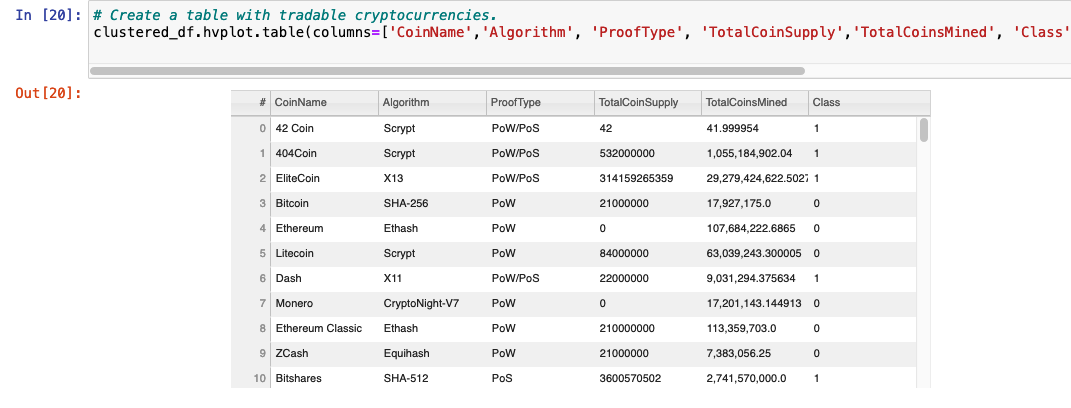 In [20]: # Create a table with tradable cryptocurrencies.
clustered_df.hvplot.table(columns=['CoinName','Algorithm', 'ProofType', 'TotalCoinSupply','TotalCoinsMined', 'Class'
Out[20]:
# CoinName Algorithm ProofType TotalCoinSupply TotalCoinsMined Class
0 42 Coin Scrypt PoW/PoS 42 41.999954 1
1 404Coin Scrypt PoW/PoS 532000000 1,055,184,902.04 1
2 EliteCoin X13 PoW/PoS 314159265359 29,279,424,622.5027 1
3 Bitcoin SHA-256 PoW 21000000 17,927,175.0 0
4 Ethereum Ethash PoW 0 107,684,222.6865 0
5 Litecoin Scrypt PoW 84000000 63,039,243.300005 0
6 Dash X11 PoW/PoS 22000000 9,031,294.375634 1
7 Monero CryptoNight-V7 PoW 0 17,201,143.144913 0
8 Ethereum Classic Ethash PoW 210000000 113,359,703.0 0
9 ZCash Equihash PoW 21000000 7,383,056.25 0
10 Bitshares SHA-512 PoS 3600570502 2,741,570,000.0 1